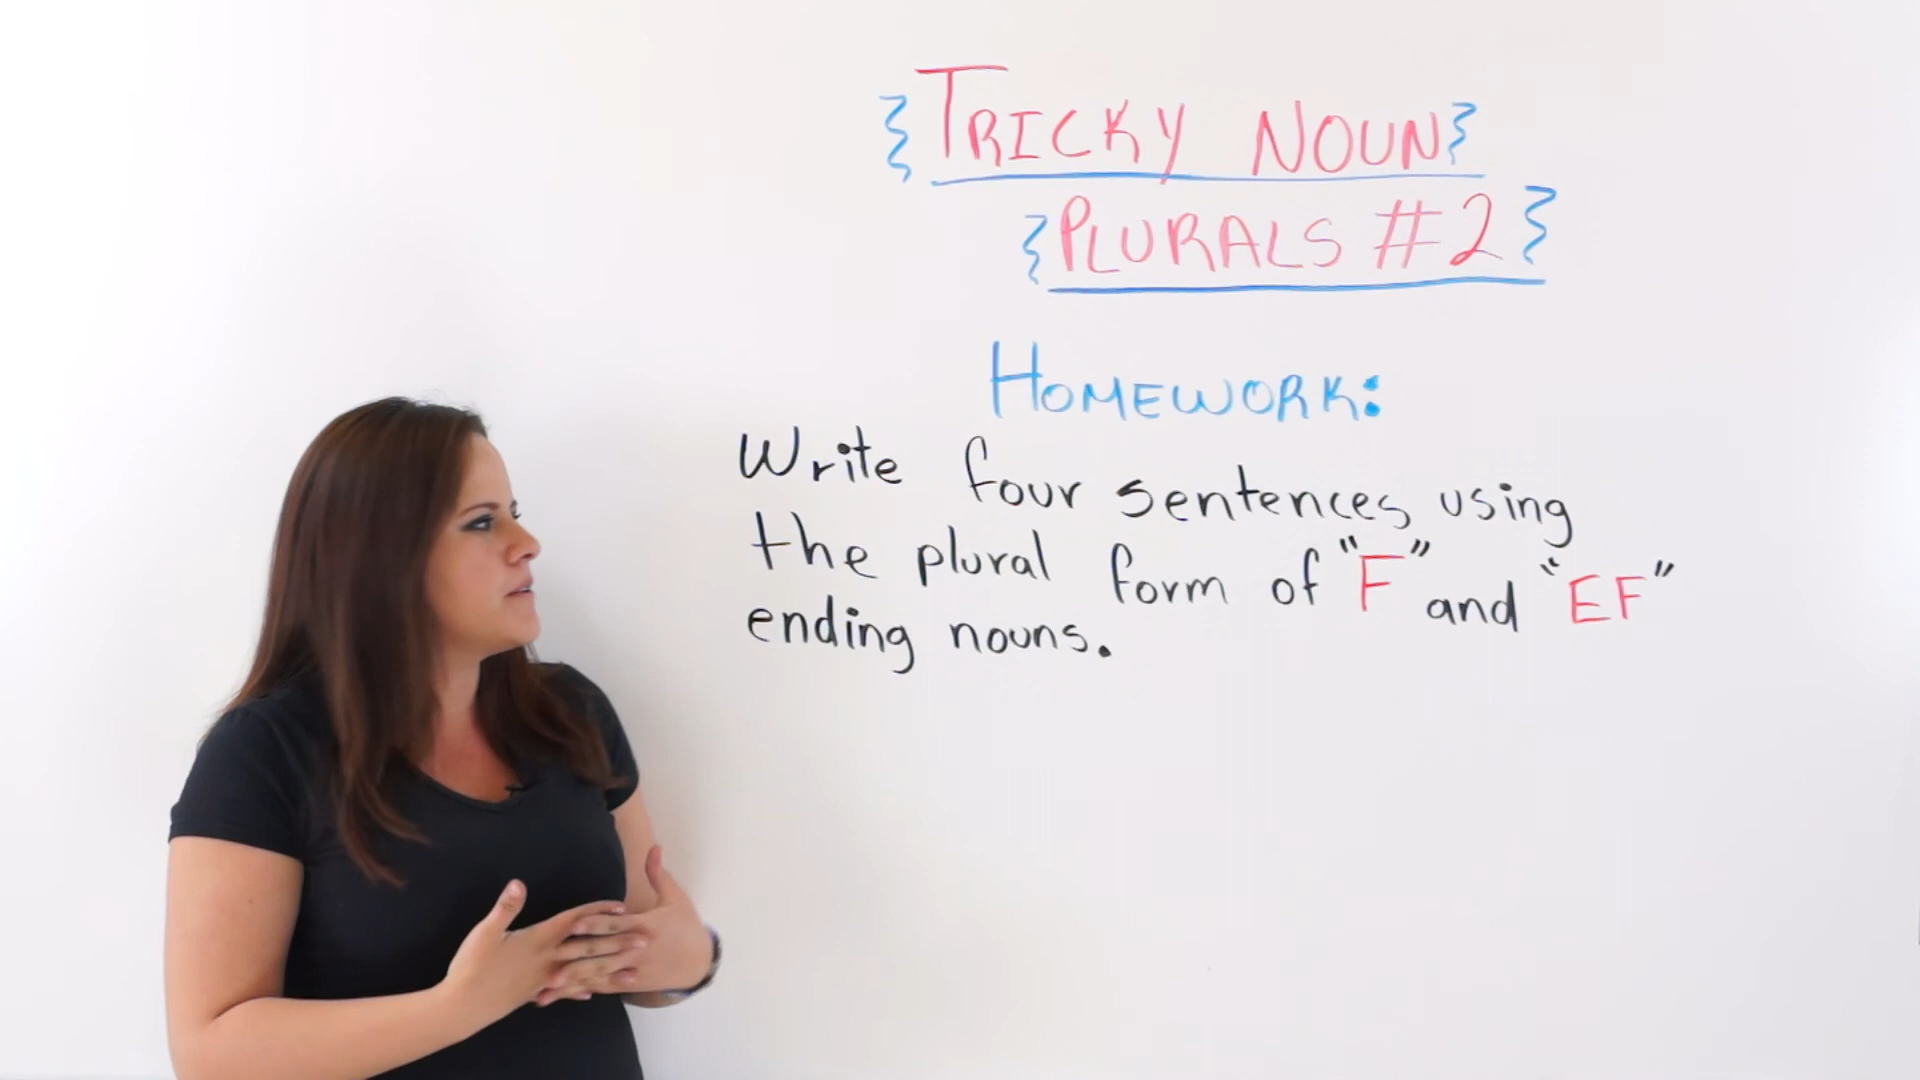 {TRICKY NOUN}
{PLURALS #2}
HOMEWORK:
Write four sentences using
the plural form of "F" and "EF"
ending nouns.